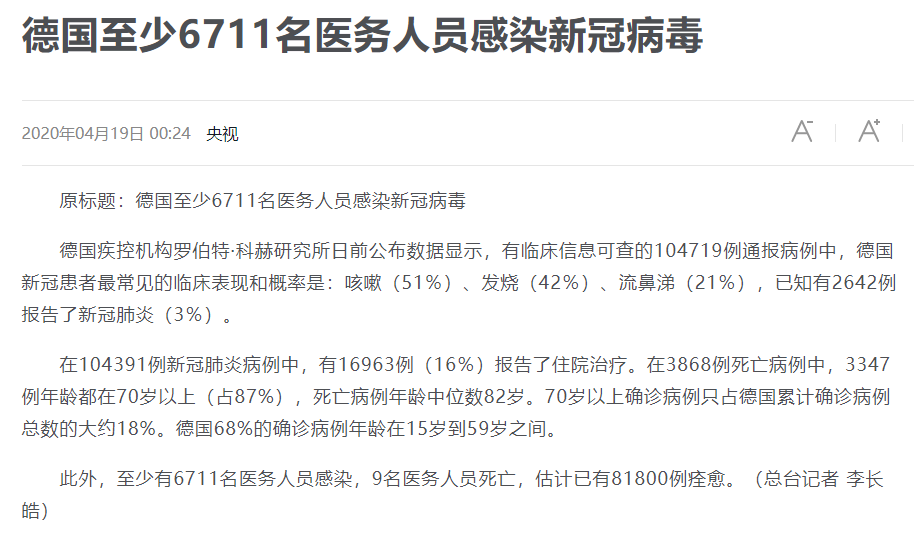 德国至少6711名医务人员感染新冠病毒
2020年04月19日 00:24 央视
A- A+
原标题：德国至少6711名医务人员感染新冠病毒
德国疾控机构罗伯特·科赫研究所日前公布数据显示，有临床信息可查的104719例通报病例中，德国
新冠患者最常见的临床表现和概率是：咳嗽（51%）、发烧（42%）、流鼻涕（21%），已知有2642例
报告了新冠肺炎（3%）。
在104391例新冠肺炎病例中，有16963例（16%）报告了住院治疗。在3868例死亡病例中，3347
例年龄都在70岁以上（占87%），死亡病例年龄中位数82岁。70岁以上确诊病例只占德国累计确诊病例
总数的大约18%。德国68%的确诊病例年龄在15岁到59岁之间。
此外，至少有6711名医务人员感染，9名医务人员死亡，估计已有81800例痊愈。（总台记者 李长
皓）